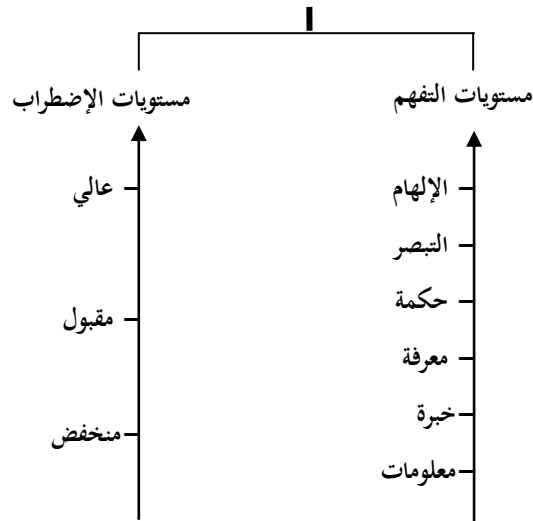 مستويات التفهم
الإلهام
التبصر
حكمة
معرفة
خبرة
معلومات
مستويات الإضطراب
عالي
مقبول
منخفض